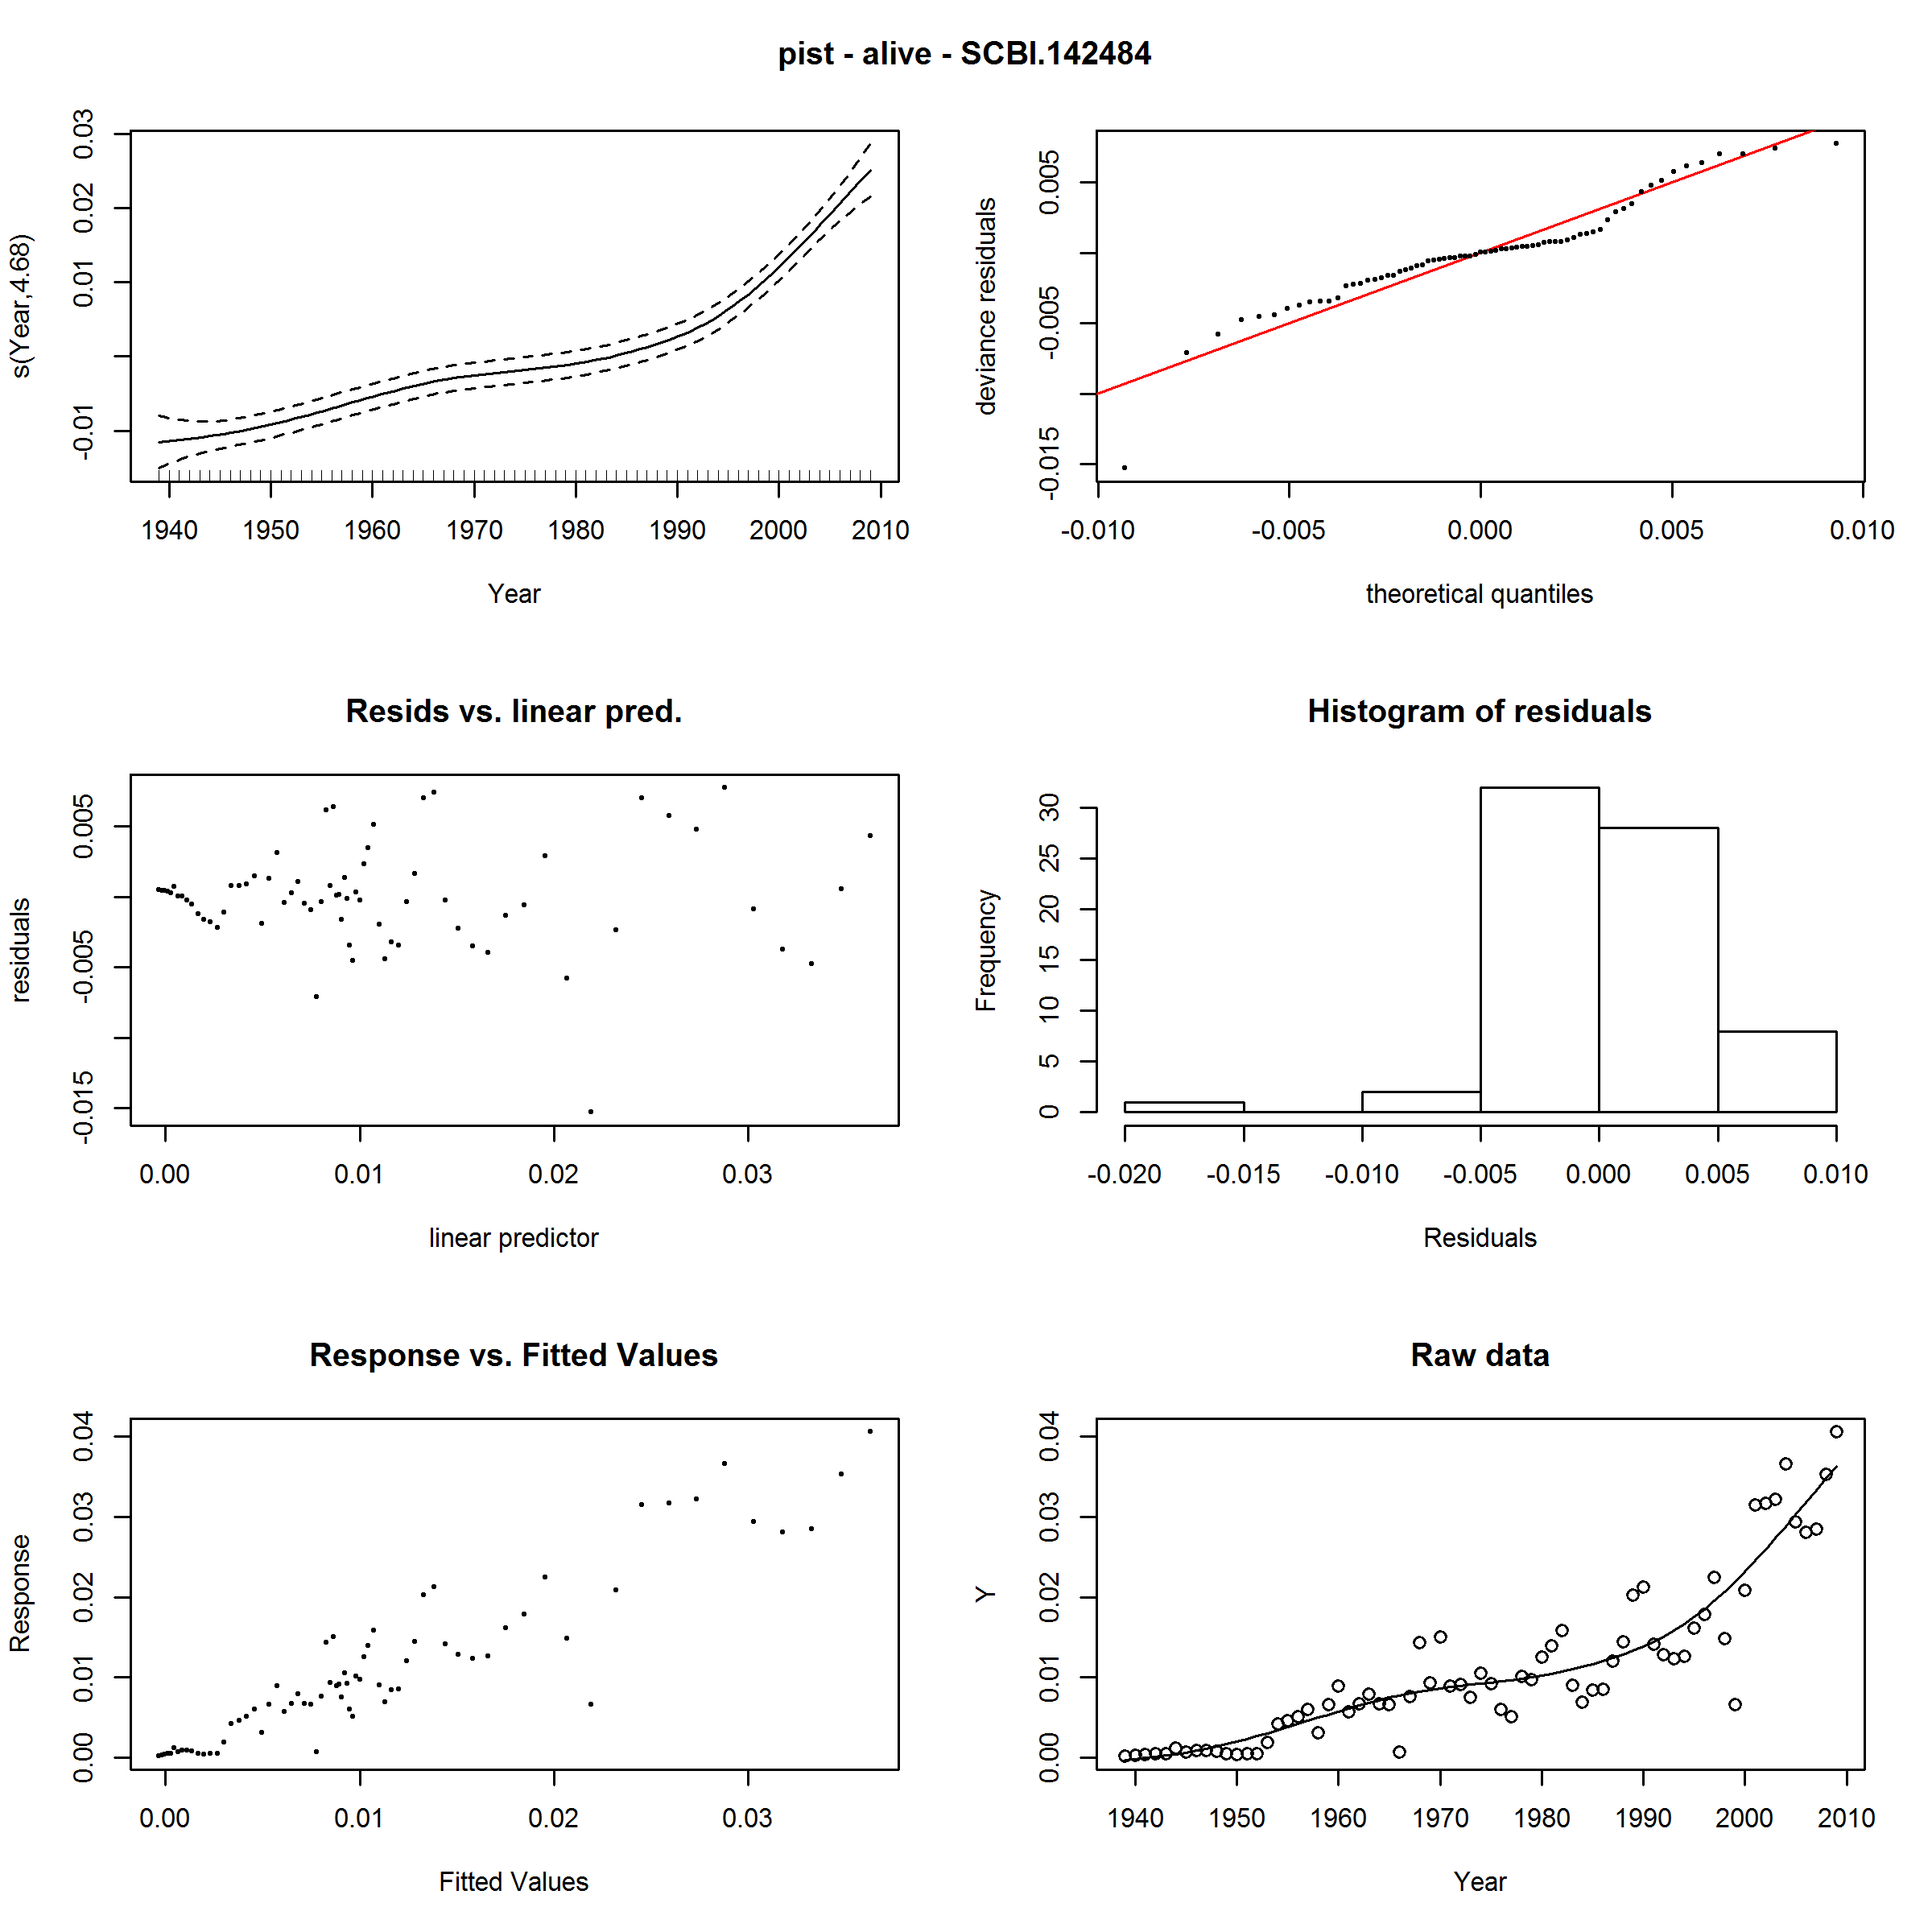 pist - alive - SCBI.142484
s(Year,4.68)
-0.01 0.01 0.02 0.03
1940 1950 1960 1970 1980 1990 2000 2010
Year
deviance residuals
-0.015 -0.005 0.005
-0.010 -0.005 0.000 0.005 0.010
theoretical quantiles
Resids vs. linear pred.
residuals
-0.015 -0.005 0.005
0.00 0.01 0.02 0.03
linear predictor
Histogram of residuals
Frequency
0 5 10 15 20 25 30
-0.020 -0.015 -0.010 -0.005 0.000 0.005 0.010
Residuals
Response vs. Fitted Values
Response
0.00 0.01 0.02 0.03 0.04
0.00 0.01 0.02 0.03
Fitted Values
Raw data
Y
0.00 0.01 0.02 0.03 0.04
1940 1950 1960 1970 1980 1990 2000 2010
Year